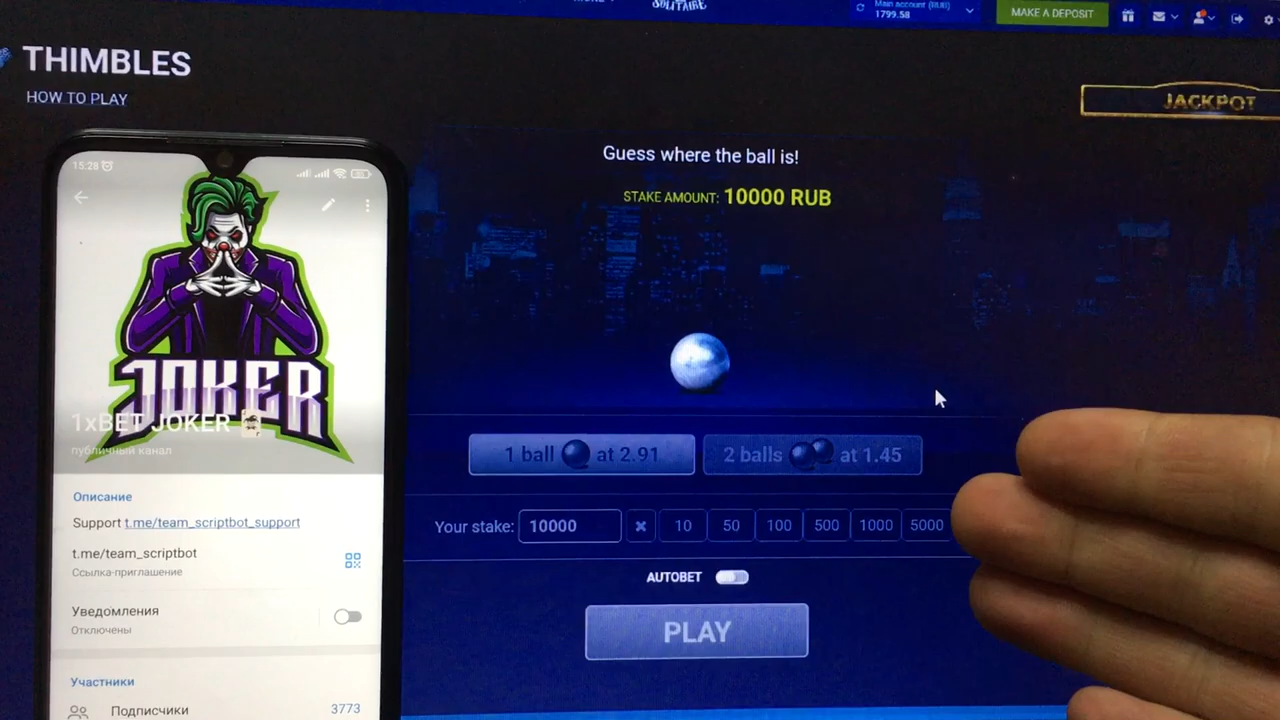 SOLITAIRE
Main account (RUB)
1799.58
MAKE A DEPOSIT
THIMBLES
HOW TO PLAY
JACKPOT
Guess where the ball is!
STAKE AMOUNT: 10000 RUB
1 ball at 2.91
2 balls at 1.45
Your stake: 10000
10 50 100 500 1000 5000
AUTOBET
PLAY
15:28
JOKER
1xBET JOKER
публичный канал
Описание
Support t.me/team_scriptbot_support
t.me/team_scriptbot
Ссылка-приглашение
Уведомления
Отключены
Участники
Подписчики 3773